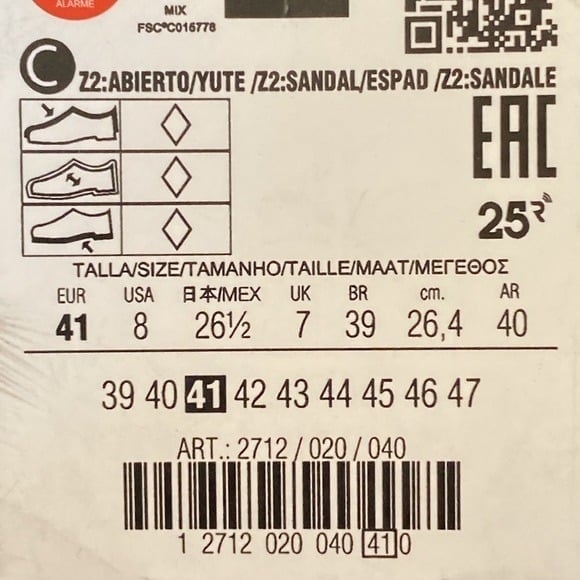 ALARME
MIX
FSC® C016778
C Z2:ABIERTO/YUTE /Z2:SANDAL/ESPAD /Z2:SANDALE
EAC
25R
TALLA/SIZE/TAMANHO/TAILLE/MAAT/ΜΕΓΕΘΟΣ
EUR USA 日本/MEX UK BR cm. AR
41 8 26½ 7 39 26,4 40
39 40 41 42 43 44 45 46 47
ART.: 2712 / 020 / 040
1 2712 020 040 41 0